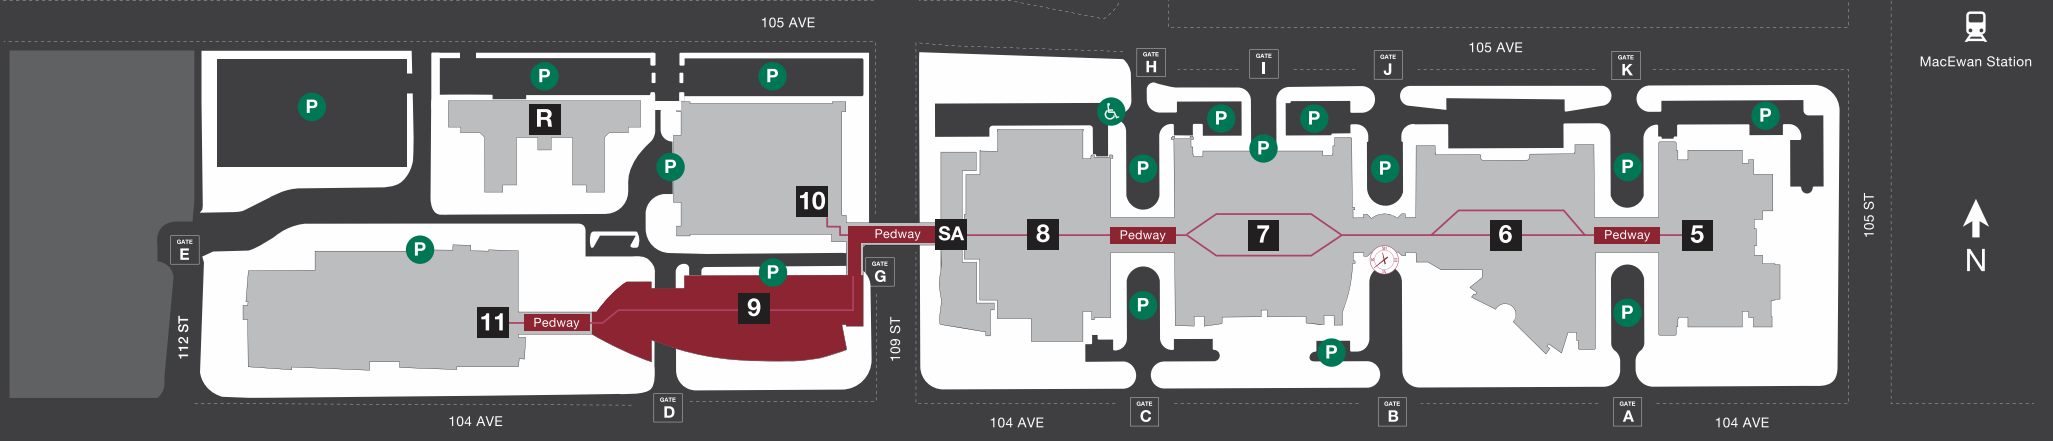 105 AVE
105 AVE
MacEwan Station
GATE
H
GATE
I
GATE
J
GATE
K
P
P
P
P
P
P
P
R
P
P
P
P
P
10
GATE
E
P
Pedway
SA
8
Pedway
7
6
Pedway
5
105 ST
N
GATE
G
P
9
11
Pedway
P
P
P
112 ST
109 ST
GATE
D
GATE
C
GATE
B
GATE
A
104 AVE
104 AVE
104 AVE